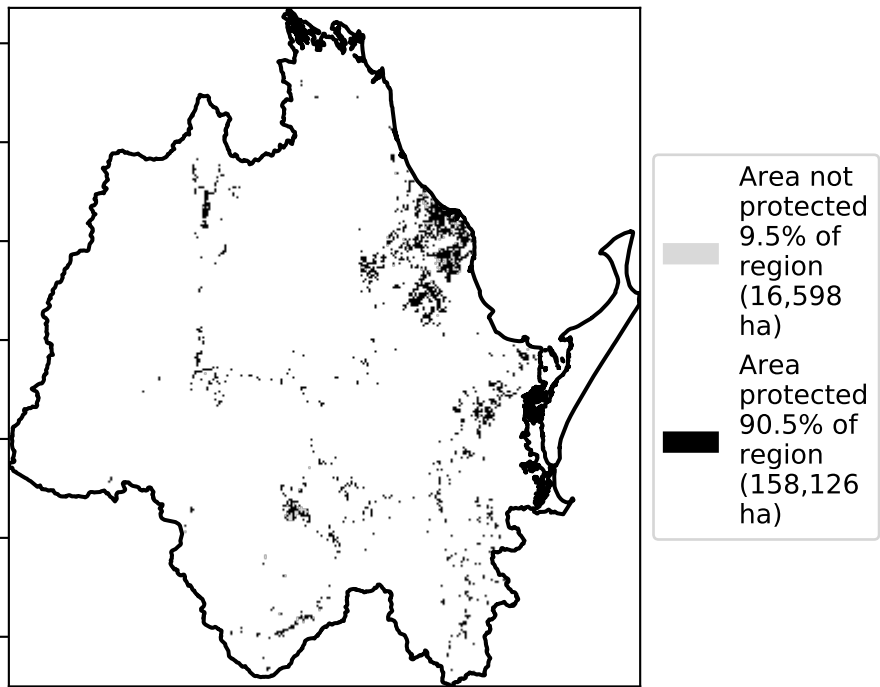 Area not
protected
9.5% of
region
(16,598
ha)
Area
protected
90.5% of
region
(158,126
ha)